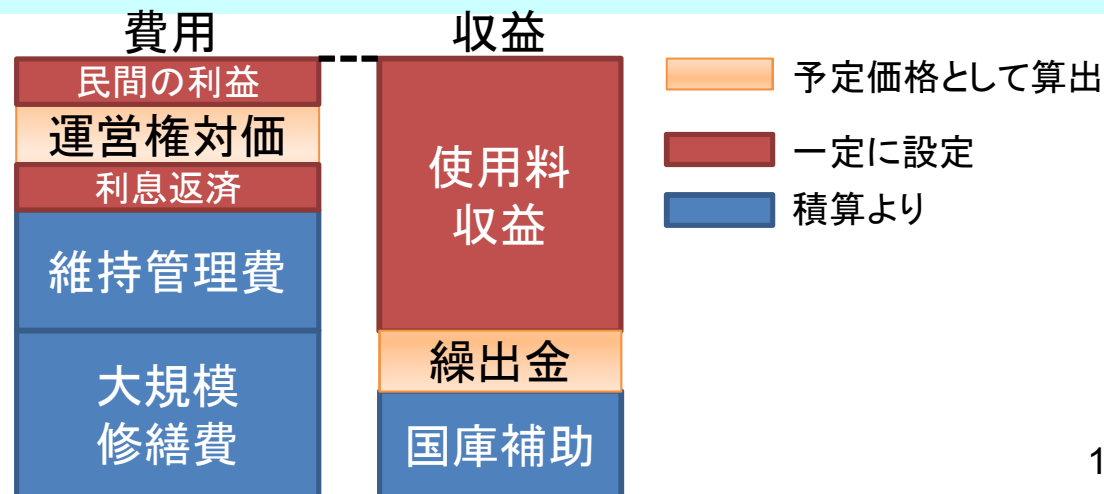 費用
民間の利益
運営権対価
利息返済
維持管理費
大規模
修繕費
収益
使用料
収益
繰出金
国庫補助
予定価格として算出
一定に設定
積算より
1